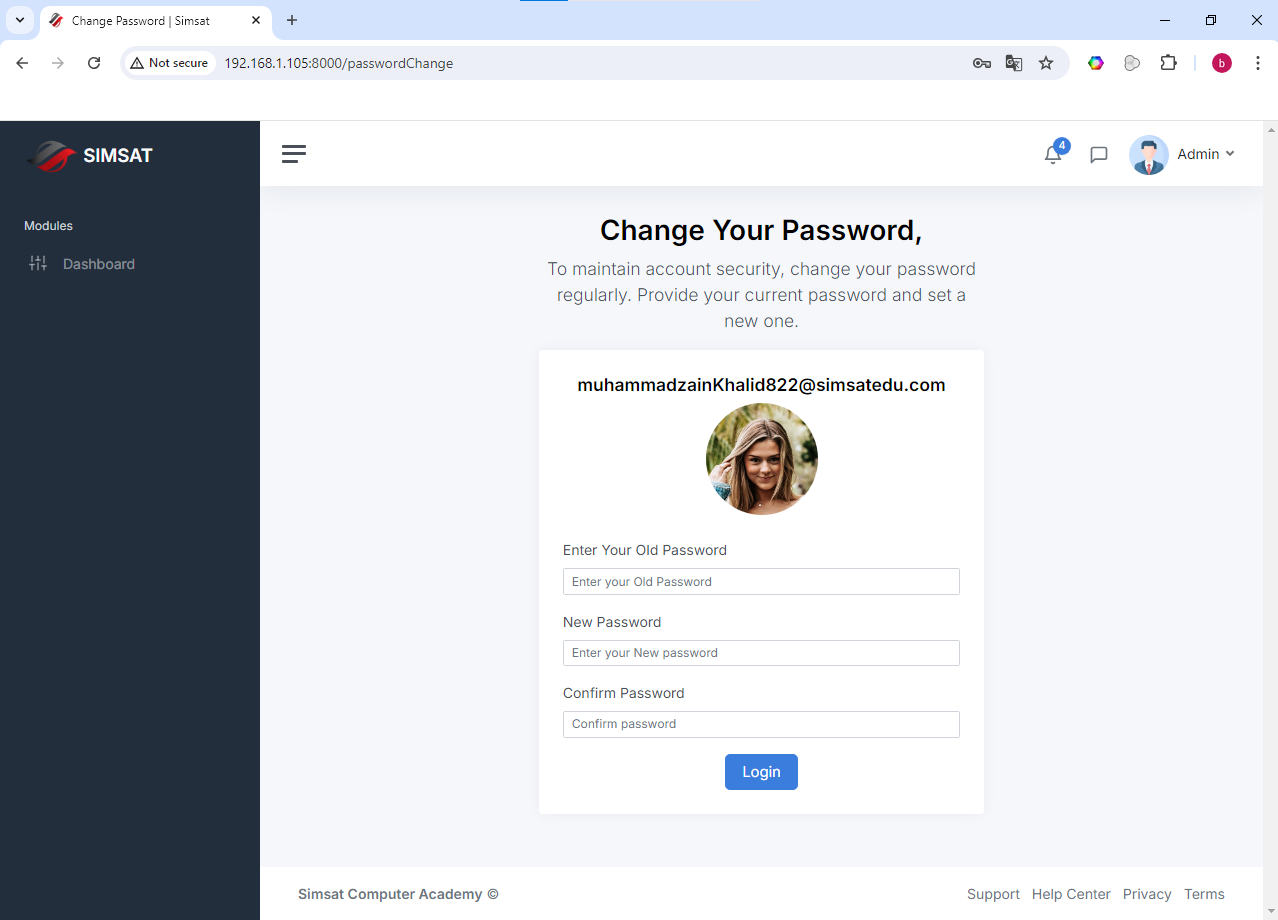 Change Password | Simsat
Not secure
192.168.1.105:8000/passwordChange
b
SIMSAT
4
Admin
Modules
Dashboard
Change Your Password,
To maintain account security, change your password
regularly. Provide your current password and set a
new one.
muhammadzainKhalid822@simsatedu.com
Enter Your Old Password
Enter your Old Password
New Password
Enter your New password
Confirm Password
Confirm password
Login
Simsat Computer Academy ©
Support Help Center Privacy Terms